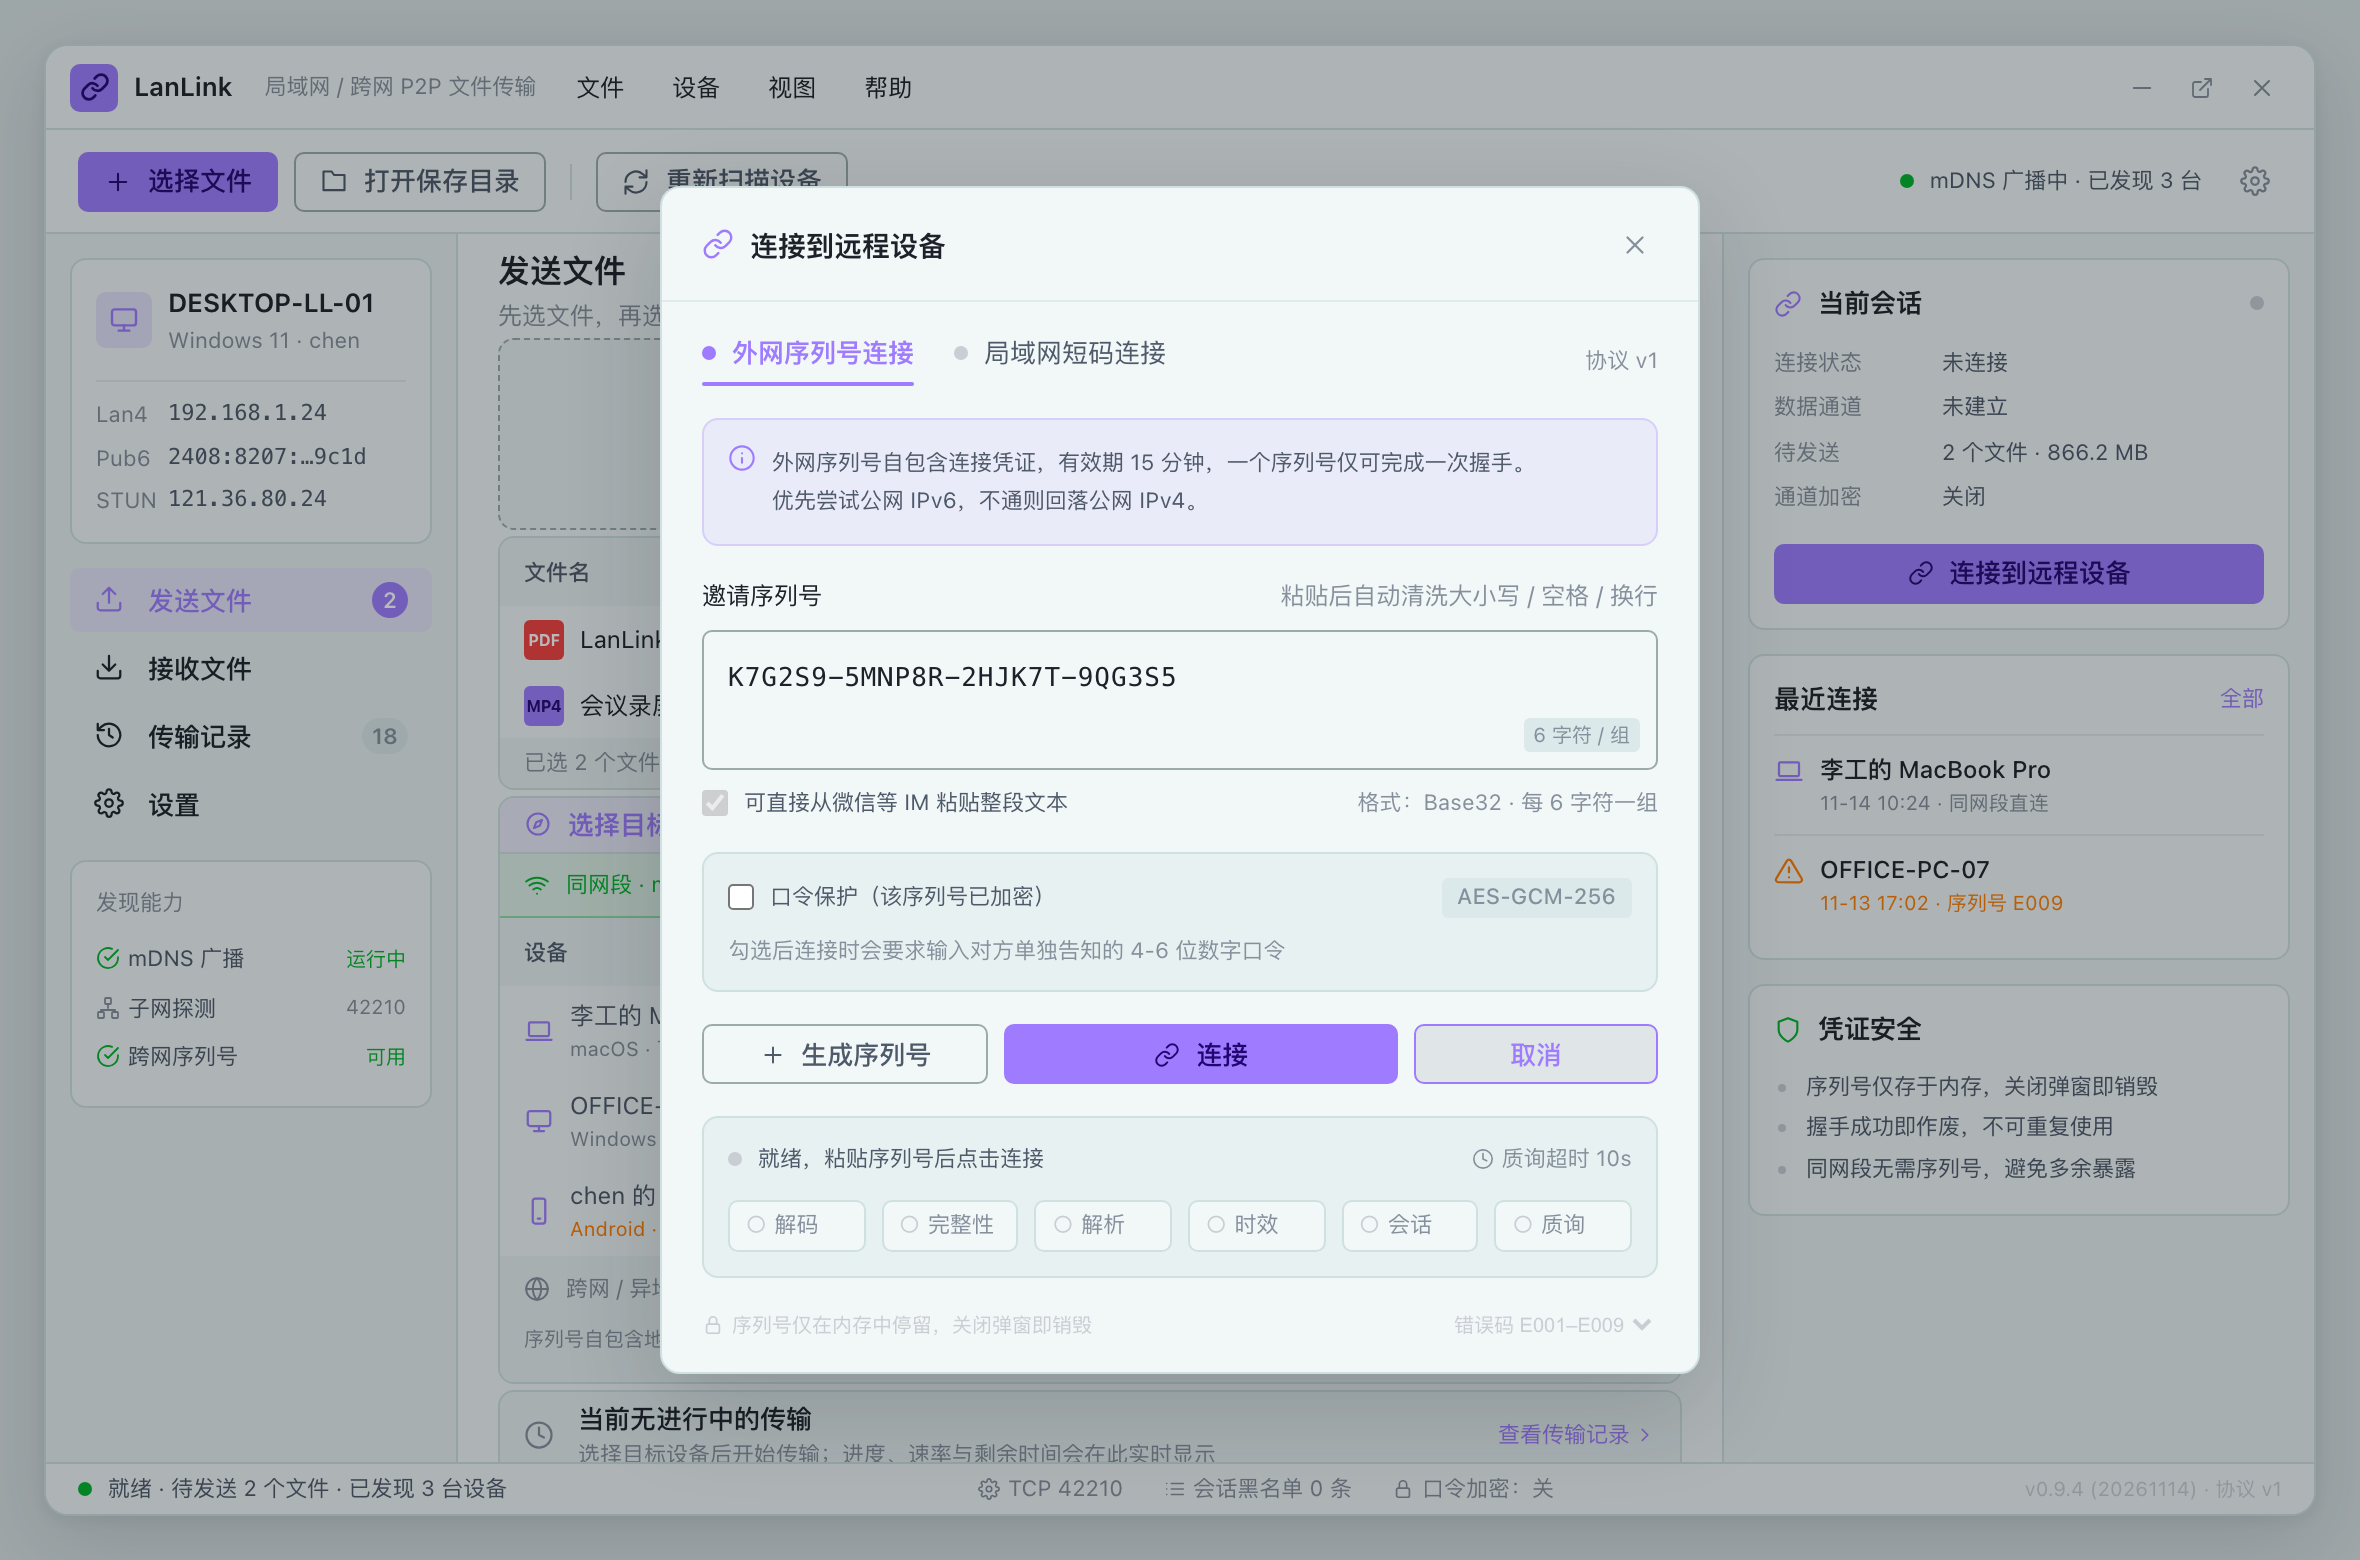 LanLink 局域网 / 跨网 P2P 文件传输 文件 设备 视图 帮助
选择文件 打开保存目录 重新扫描设备 mDNS 广播中 · 已发现 3 台
DESKTOP-LL-01
Windows 11 · chen
Lan4 192.168.1.24
Pub6 2408:8207:…9c1d
STUN 121.36.80.24
发送文件 2
接收文件
传输记录 18
设置
发现能力
mDNS 广播 运行中
子网探测 42210
跨网序列号 可用
发送文件
先选文件，再选
文件名
PDF LanLink
MP4 会议录
已选 2 个文件
选择目标
同网段 ·
设备
李工的
macOS ·
OFFICE-
Windows
chen 的
Android ·
跨网 / 异
序列号自包含地
当前无进行中的传输
选择目标设备后开始传输；进度、速率与剩余时间会在此实时显示
查看传输记录
连接到远程设备
外网序列号连接 局域网短码连接 协议 v1
外网序列号自包含连接凭证，有效期 15 分钟，一个序列号仅可完成一次握手。
优先尝试公网 IPv6，不通则回落公网 IPv4。
邀请序列号 粘贴后自动清洗大小写 / 空格 / 换行
K7G2S9–5MNP8R–2HJK7T–9QG3S5
6 字符 / 组
可直接从微信等 IM 粘贴整段文本 格式：Base32 · 每 6 字符一组
口令保护（该序列号已加密） AES-GCM-256
勾选后连接时会要求输入对方单独告知的 4-6 位数字口令
生成序列号 连接 取消
就绪，粘贴序列号后点击连接 质询超时 10s
解码 完整性 解析 时效 会话 质询
序列号仅在内存中停留，关闭弹窗即销毁 错误码 E001–E009
当前会话
连接状态 未连接
数据通道 未建立
待发送 2 个文件 · 866.2 MB
通道加密 关闭
连接到远程设备
最近连接 全部
李工的 MacBook Pro
11-14 10:24 · 同网段直连
OFFICE-PC-07
11-13 17:02 · 序列号 E009
凭证安全
序列号仅存于内存，关闭弹窗即销毁
握手成功即作废，不可重复使用
同网段无需序列号，避免多余暴露
就绪 · 待发送 2 个文件 · 已发现 3 台设备 TCP 42210 会话黑名单 0 条 口令加密：关 v0.9.4 (20261114) · 协议 v1